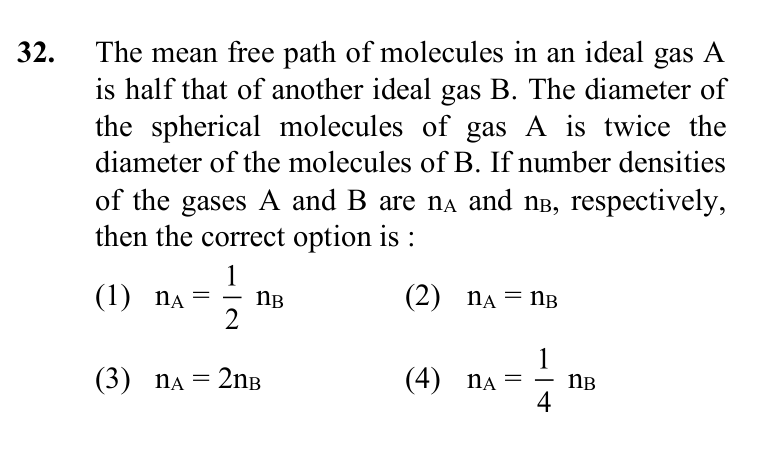 32. The mean free path of molecules in an ideal gas A
is half that of another ideal gas B. The diameter of
the spherical molecules of gas A is twice the
diameter of the molecules of B. If number densities
of the gases A and B are nA and nB, respectively,
then the correct option is :
(1) nA = 1/2 nB (2) nA = nB
(3) nA = 2nB (4) nA = 1/4 nB